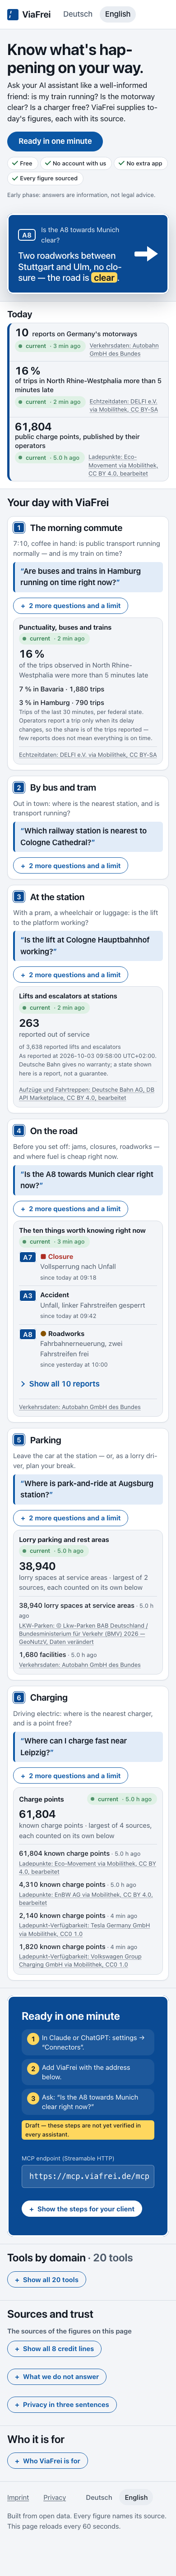 ViaFrei Deutsch English
Know what's hap-
pening on your way.
Ask your AI assistant like a well-informed
friend: is my train running? Is the motorway
clear? Is a charger free? ViaFrei supplies to-
day's figures, each with its source.
Ready in one minute
Free
No account with us
No extra app
Every figure sourced
Early phase: answers are information, not legal advice.
A8 Is the A8 towards Munich
clear?
Two roadworks between
Stuttgart and Ulm, no clo-
sure — the road is clear.
Today
10 reports on Germany's motorways
current · 3 min ago
Verkehrsdaten: Autobahn
GmbH des Bundes
16 %
of trips in North Rhine-Westphalia more than 5 minutes
late
current · 2 min ago
Echtzeitdaten: DELFI e.V.
via Mobilithek, CC BY-SA
61,804
public charge points, published by their
operators
current · 5.0 h ago
Ladepunkte: Eco-
Movement via Mobilithek,
CC BY 4.0, bearbeitet
Your day with ViaFrei
1 The morning commute
7:10, coffee in hand: is public transport running
normally — and is my train on time?
"Are buses and trains in Hamburg
running on time right now?"
+ 2 more questions and a limit
Punctuality, buses and trains
current · 2 min ago
16 %
of the trips observed in North Rhine-
Westphalia were more than 5 minutes late
7 % in Bavaria · 1,880 trips
3 % in Hamburg · 790 trips
Trips of the last 30 minutes, per federal state.
Operators report a trip only when its delay
changes, so the share is of the trips reported —
few reports does not mean everything is on time.
Echtzeitdaten: DELFI e.V. via Mobilithek, CC BY-SA
2 By bus and tram
Out in town: where is the nearest station, and is
transport running?
"Which railway station is nearest to
Cologne Cathedral?"
+ 2 more questions and a limit
3 At the station
With a pram, a wheelchair or luggage: is the lift
to the platform working?
"Is the lift at Cologne Hauptbahnhof
working?"
+ 2 more questions and a limit
Lifts and escalators at stations
current · 2 min ago
263
reported out of service
of 3,638 reported lifts and escalators
As reported at 2026-10-03 09:58:00 UTC+02:00.
Deutsche Bahn gives no warranty; a state shown
here is a report, not a guarantee.
Aufzüge und Fahrtreppen: Deutsche Bahn AG, DB
API Marketplace, CC BY 4.0, bearbeitet
4 On the road
Before you set off: jams, closures, roadworks —
and where fuel is cheap right now.
"Is the A8 towards Munich clear right
now?"
+ 2 more questions and a limit
The ten things worth knowing right now
current · 3 min ago
A7 Closure
Vollsperrung nach Unfall
since today at 09:18
A3 Accident
Unfall, linker Fahrstreifen gesperrt
since today at 09:42
A8 Roadworks
Fahrbahnerneuerung, zwei
Fahrstreifen frei
since yesterday at 10:00
Show all 10 reports
Verkehrsdaten: Autobahn GmbH des Bundes
5 Parking
Leave the car at the station — or, as a lorry dri-
ver, plan your break.
"Where is park-and-ride at Augsburg
station?"
+ 2 more questions and a limit
Lorry parking and rest areas
current · 5.0 h ago
38,940
lorry spaces at service areas · largest of 2
sources, each counted on its own below
38,940 lorry spaces at service areas · 5.0 h
ago
LKW-Parken: © Lkw-Parken BAB Deutschland /
Bundesministerium für Verkehr (BMV) 2026 —
GeoNutzV, Daten verändert
1,680 facilities · 5.0 h ago
Verkehrsdaten: Autobahn GmbH des Bundes
6 Charging
Driving electric: where is the nearest charger,
and is a point free?
"Where can I charge fast near
Leipzig?"
+ 2 more questions and a limit
Charge points
current · 5.0 h ago
61,804
known charge points · largest of 4 sources,
each counted on its own below
61,804 known charge points · 5.0 h ago
Ladepunkte: Eco-Movement via Mobilithek, CC BY
4.0, bearbeitet
4,310 known charge points · 5.0 h ago
Ladepunkte: EnBW AG via Mobilithek, CC BY 4.0,
bearbeitet
2,140 known charge points · 4 min ago
Ladepunkt-Verfügbarkeit: Tesla Germany GmbH
via Mobilithek, CC0 1.0
1,820 known charge points · 4 min ago
Ladepunkt-Verfügbarkeit: Volkswagen Group
Charging GmbH via Mobilithek, CC0 1.0
Ready in one minute
1 In Claude or ChatGPT: settings →
"Connectors".
2 Add ViaFrei with the address
below.
3 Ask: "Is the A8 towards Munich
clear right now?"
Draft — these steps are not yet verified in
every assistant.
MCP endpoint (Streamable HTTP)
https://mcp.viafrei.de/mcp
+ Show the steps for your client
Tools by domain · 20 tools
+ Show all 20 tools
Sources and trust
The sources of the figures on this page
+ Show all 8 credit lines
+ What we do not answer
+ Privacy in three sentences
Who it is for
+ Who ViaFrei is for
Imprint Privacy Deutsch English
Built from open data. Every figure names its source.
This page reloads every 60 seconds.